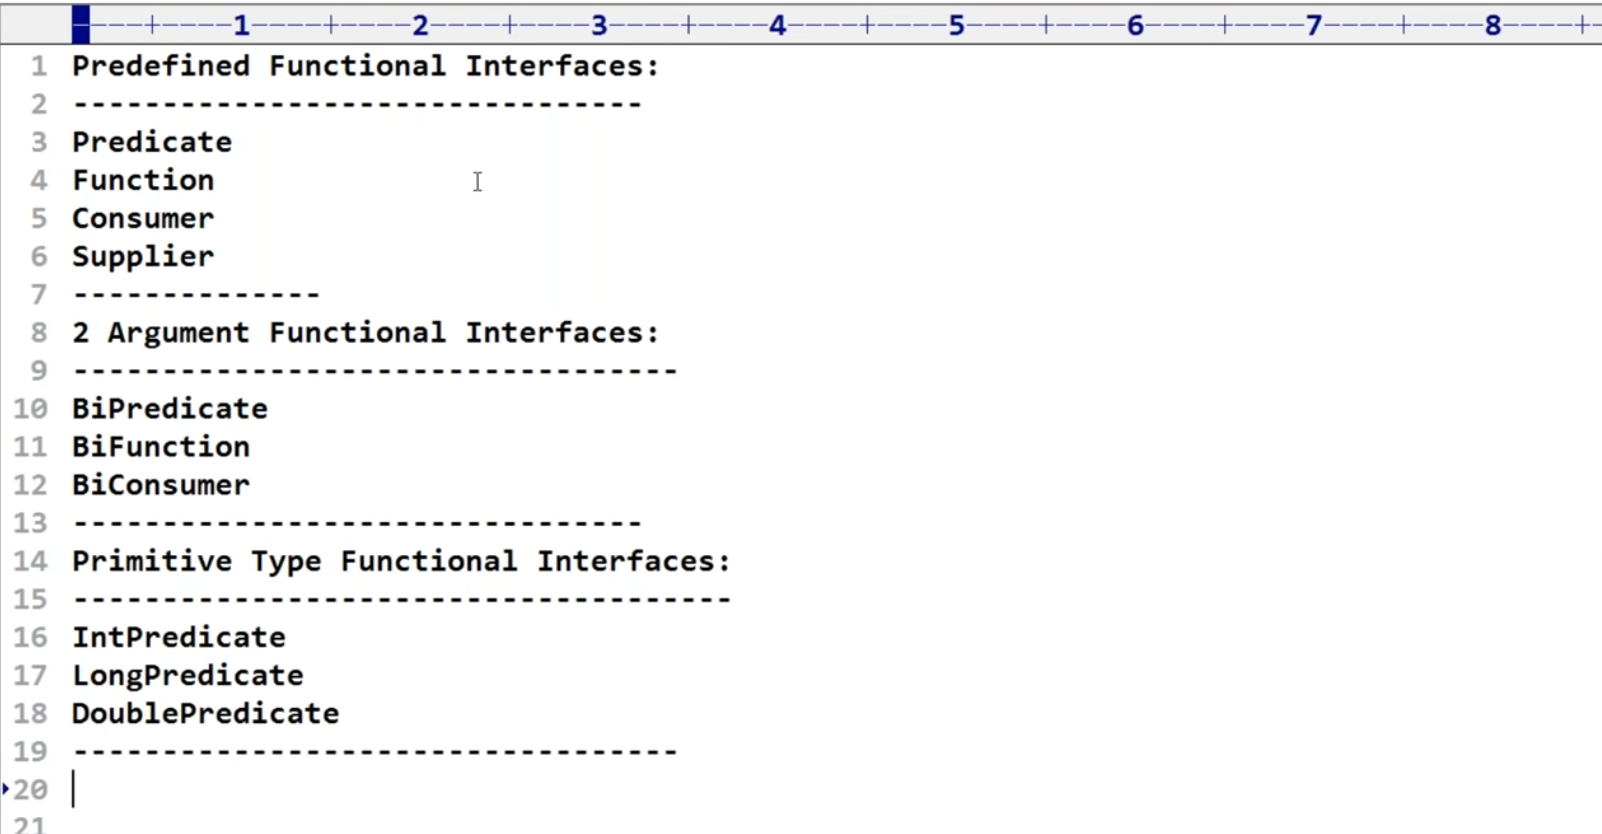 1 2 3 4 5 6 7 8
1 Predefined Functional Interfaces:
2 --------------------------------
3 Predicate
4 Function
5 Consumer
6 Supplier
7 --------------
8 2 Argument Functional Interfaces:
9 ----------------------------------
10 BiPredicate
11 BiFunction
12 BiConsumer
13 --------------------------------
14 Primitive Type Functional Interfaces:
15 -------------------------------------
16 IntPredicate
17 LongPredicate
18 DoublePredicate
19 ----------------------------------
20
21